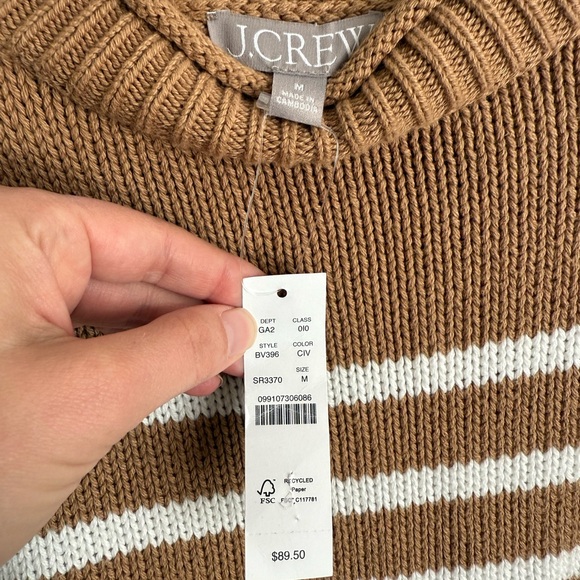 J.CREW
M
MADE IN
CAMBODIA
DEPT CLASS
GA2 0I0
STYLE COLOR
BV396 CIV
SIZE
SR3370 M
099107306086
FSC
RECYCLED
Paper
FSC® C117781
$89.50